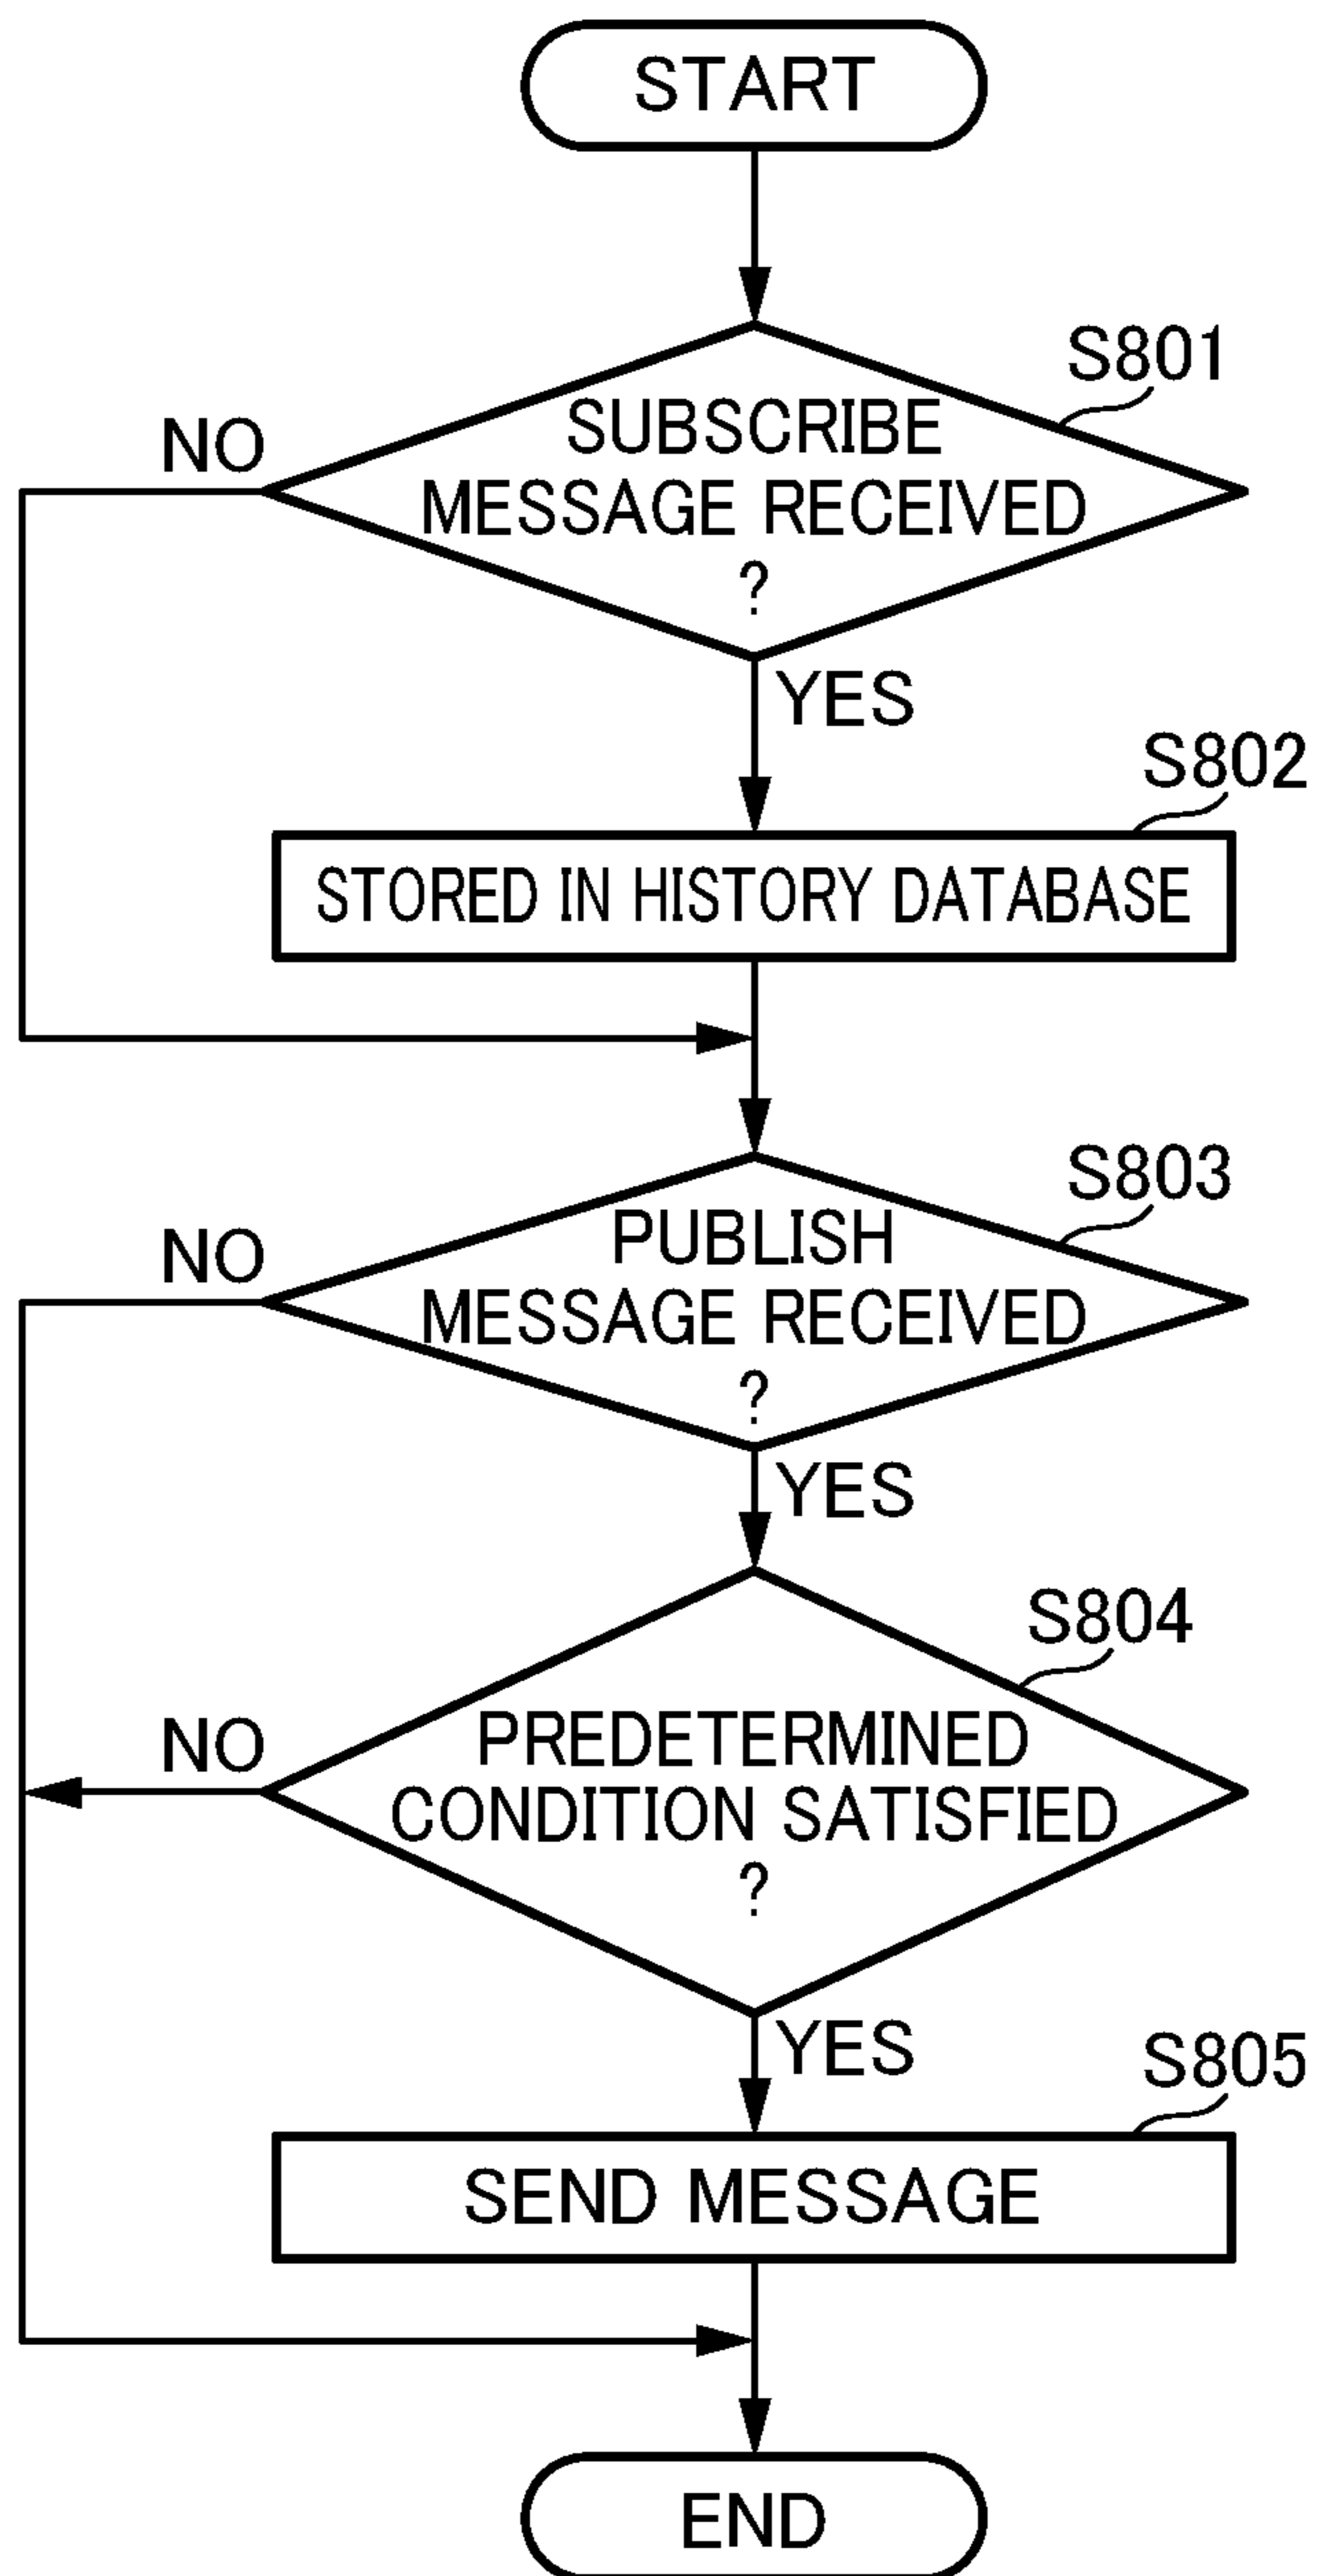 START
S801
SUBSCRIBE
NO
MESSAGE RECEIVED
?
YES
S802
STORED IN HISTORY DATABASE
S803
PUBLISH
NO
MESSAGE RECEIVED
?
YES
S804
PREDETERMINED
NO
CONDITION SATISFIED
?
YES
S805
SEND MESSAGE
END